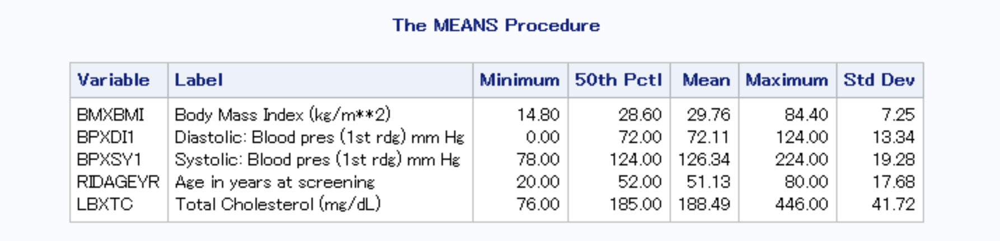 The MEANS Procedure
Variable Label Minimum 50th Pctl Mean Maximum Std Dev
BMXBMI Body Mass Index (kg/m**2) 14.80 28.60 29.76 84.40 7.25
BPXDI1 Diastolic: Blood pres (1st rdg) mm Hg 0.00 72.00 72.11 124.00 13.34
BPXSY1 Systolic: Blood pres (1st rdg) mm Hg 78.00 124.00 126.34 224.00 19.28
RIDAGEYR Age in years at screening 20.00 52.00 51.13 80.00 17.68
LBXTC Total Cholesterol (mg/dL) 76.00 185.00 188.49 446.00 41.72